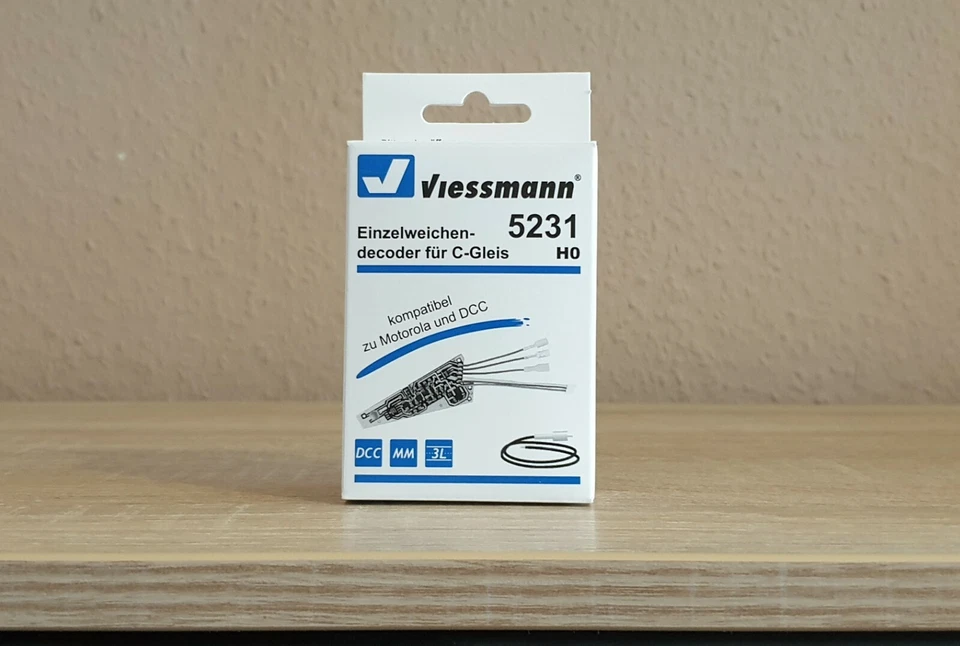 Viessmann®
5231
Einzelweichen-
decoder für C-Gleis
H0
kompatibel
zu Motorola und DCC
DCC MM 3L